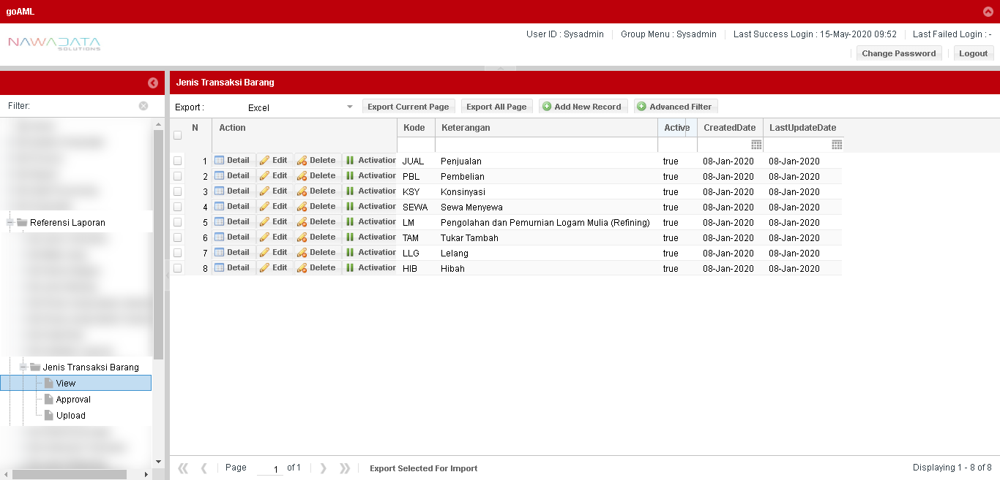 goAML
NAWADATA
SOLUTIONS
User ID : Sysadmin Group Menu : Sysadmin Last Success Login : 15-May-2020 09:52 Last Failed Login : -
Change Password Logout
Filter:
Referensi Laporan
Jenis Transaksi Barang
View
Approval
Upload
Jenis Transaksi Barang
Export : Excel Export Current Page Export All Page Add New Record Advanced Filter
N Action Kode Keterangan Active CreatedDate LastUpdateDate
1 Detail Edit Delete Activation JUAL Penjualan true 08-Jan-2020 08-Jan-2020
2 Detail Edit Delete Activation PBL Pembelian true 08-Jan-2020 08-Jan-2020
3 Detail Edit Delete Activation KSY Konsinyasi true 08-Jan-2020 08-Jan-2020
4 Detail Edit Delete Activation SEWA Sewa Menyewa true 08-Jan-2020 08-Jan-2020
5 Detail Edit Delete Activation LM Pengolahan dan Pemurnian Logam Mulia (Refining) true 08-Jan-2020 08-Jan-2020
6 Detail Edit Delete Activation TAM Tukar Tambah true 08-Jan-2020 08-Jan-2020
7 Detail Edit Delete Activation LLG Lelang true 08-Jan-2020 08-Jan-2020
8 Detail Edit Delete Activation HIB Hibah true 08-Jan-2020 08-Jan-2020
Page 1 of 1 Export Selected For Import Displaying 1 - 8 of 8